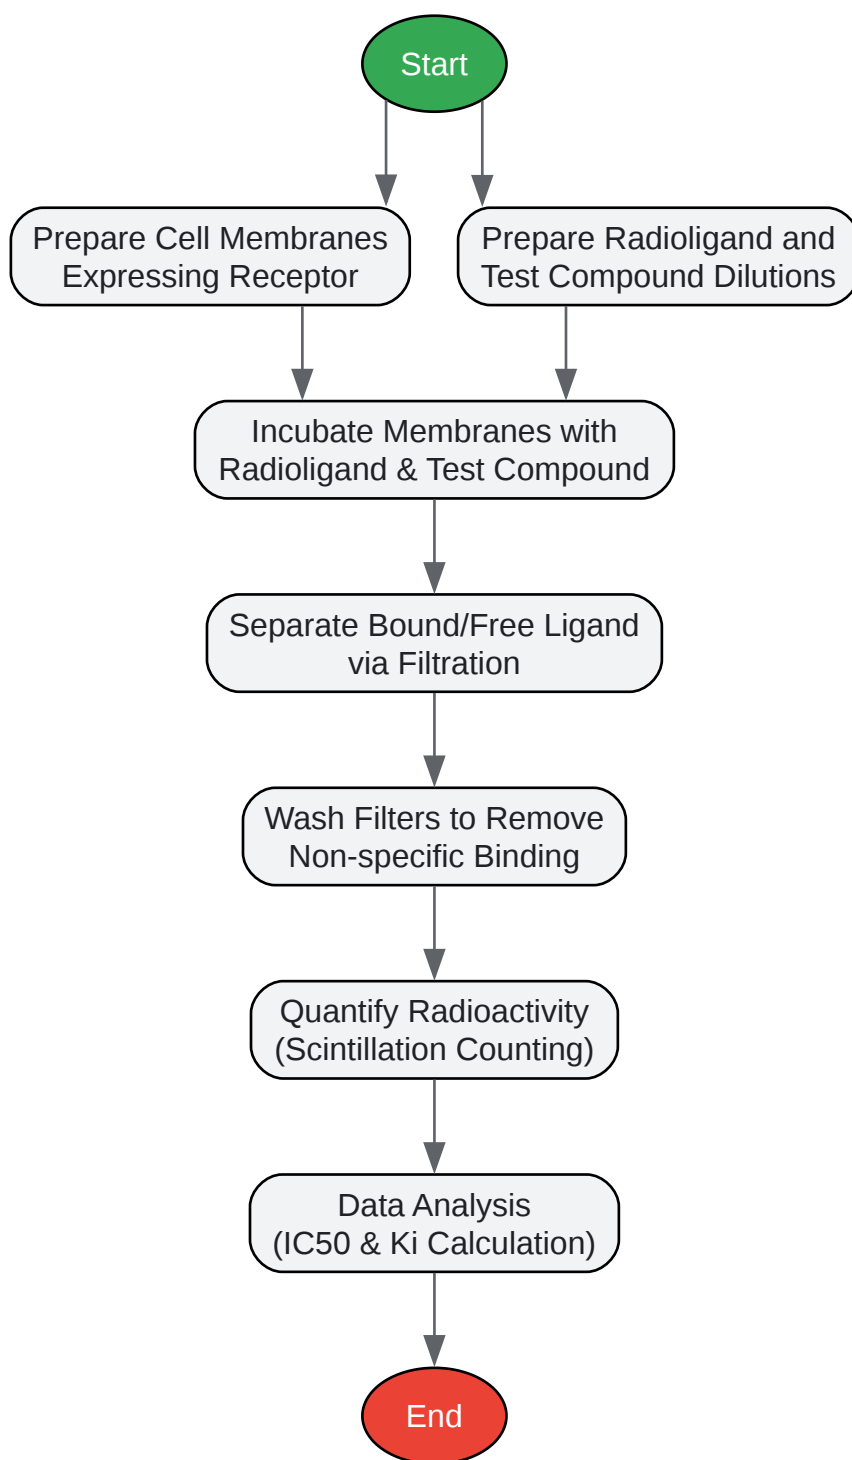 Start
Prepare Cell Membranes
Expressing Receptor
Prepare Radioligand and
Test Compound Dilutions
Incubate Membranes with
Radioligand & Test Compound
Separate Bound/Free Ligand
via Filtration
Wash Filters to Remove
Non-specific Binding
Quantify Radioactivity
(Scintillation Counting)
Data Analysis
(IC50 & Ki Calculation)
End